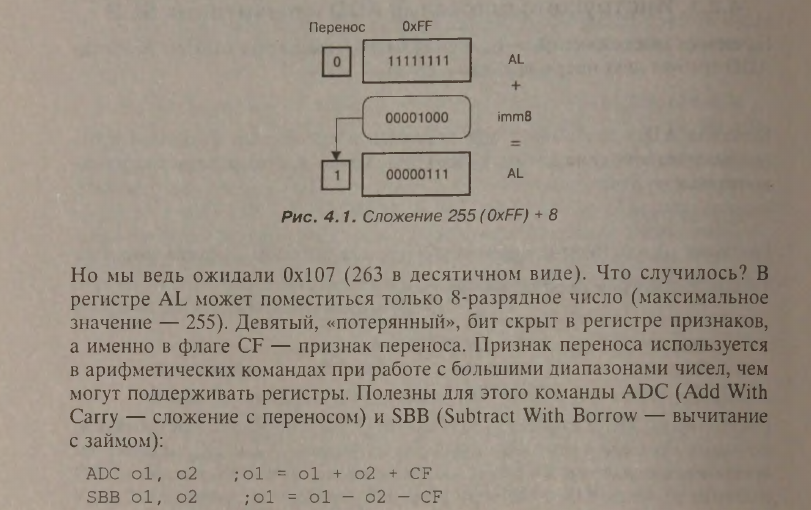 Перенос 0xFF
0 11111111 AL
+
00001000 imm8
=
1 00000111 AL
Рис. 4.1. Сложение 255 (0xFF) + 8
Но мы ведь ожидали 0x107 (263 в десятичном виде). Что случилось? В
регистре AL может поместиться только 8-разрядное число (максимальное
значение — 255). Девятый, «потерянный», бит скрыт в регистре признаков,
а именно в флаге CF — признак переноса. Признак переноса используется
в арифметических командах при работе с большими диапазонами чисел, чем
могут поддерживать регистры. Полезны для этого команды ADC (Add With
Carry — сложение с переносом) и SBB (Subtract With Borrow — вычитание
с займом):
ADC o1, o2 ;o1 = o1 + o2 + CF
SBB o1, o2 ;o1 = o1 – o2 – CF